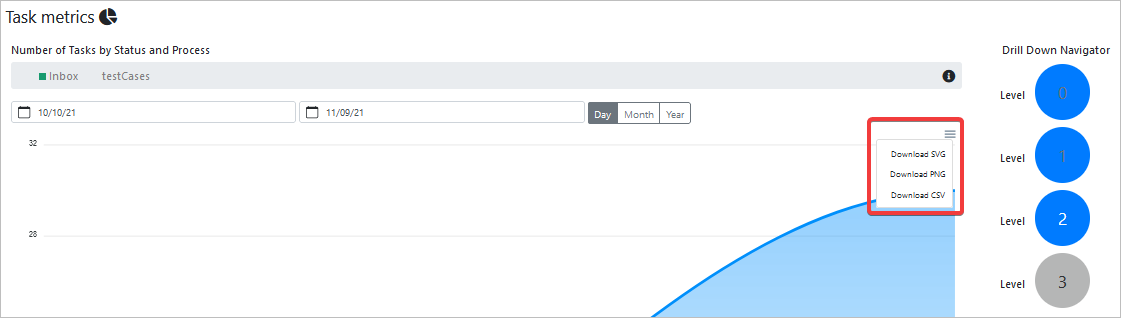 Task metrics
Number of Tasks by Status and Process
Drill Down Navigator
Inbox testCases
Level 0
10/10/21 11/09/21 Day Month Year
32
Download SVG
Level 1
Download PNG
Download CSV
Level 2
28
Level 3